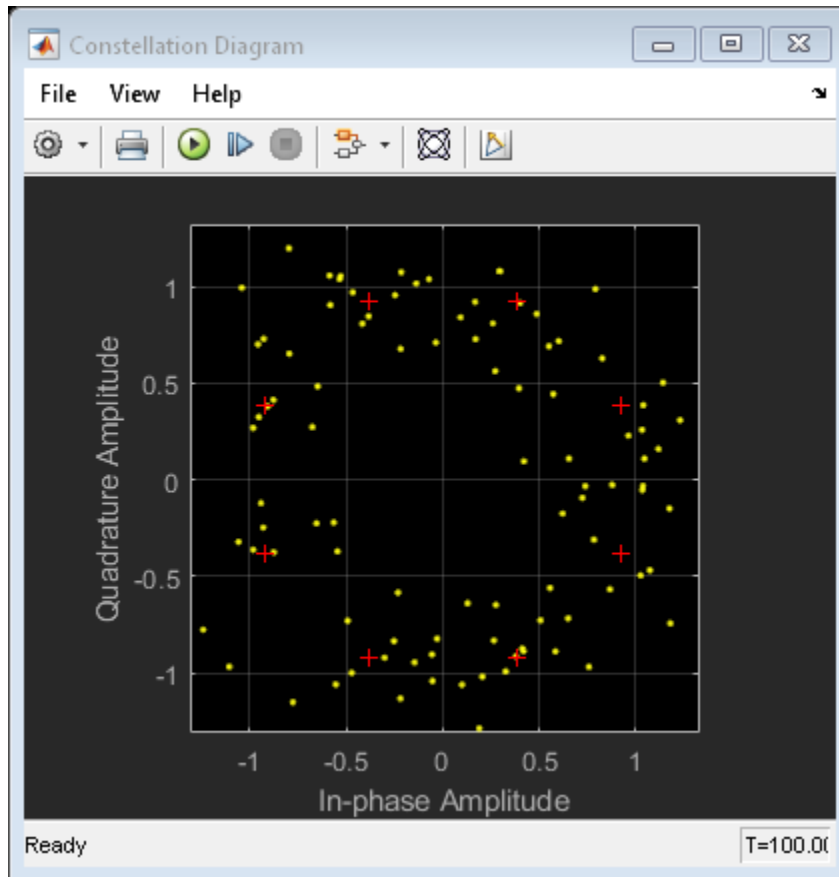 Constellation Diagram
File View Help
1
0.5
0
-0.5
-1
Quadrature Amplitude
-1 -0.5 0 0.5 1
In-phase Amplitude
Ready T=100.0